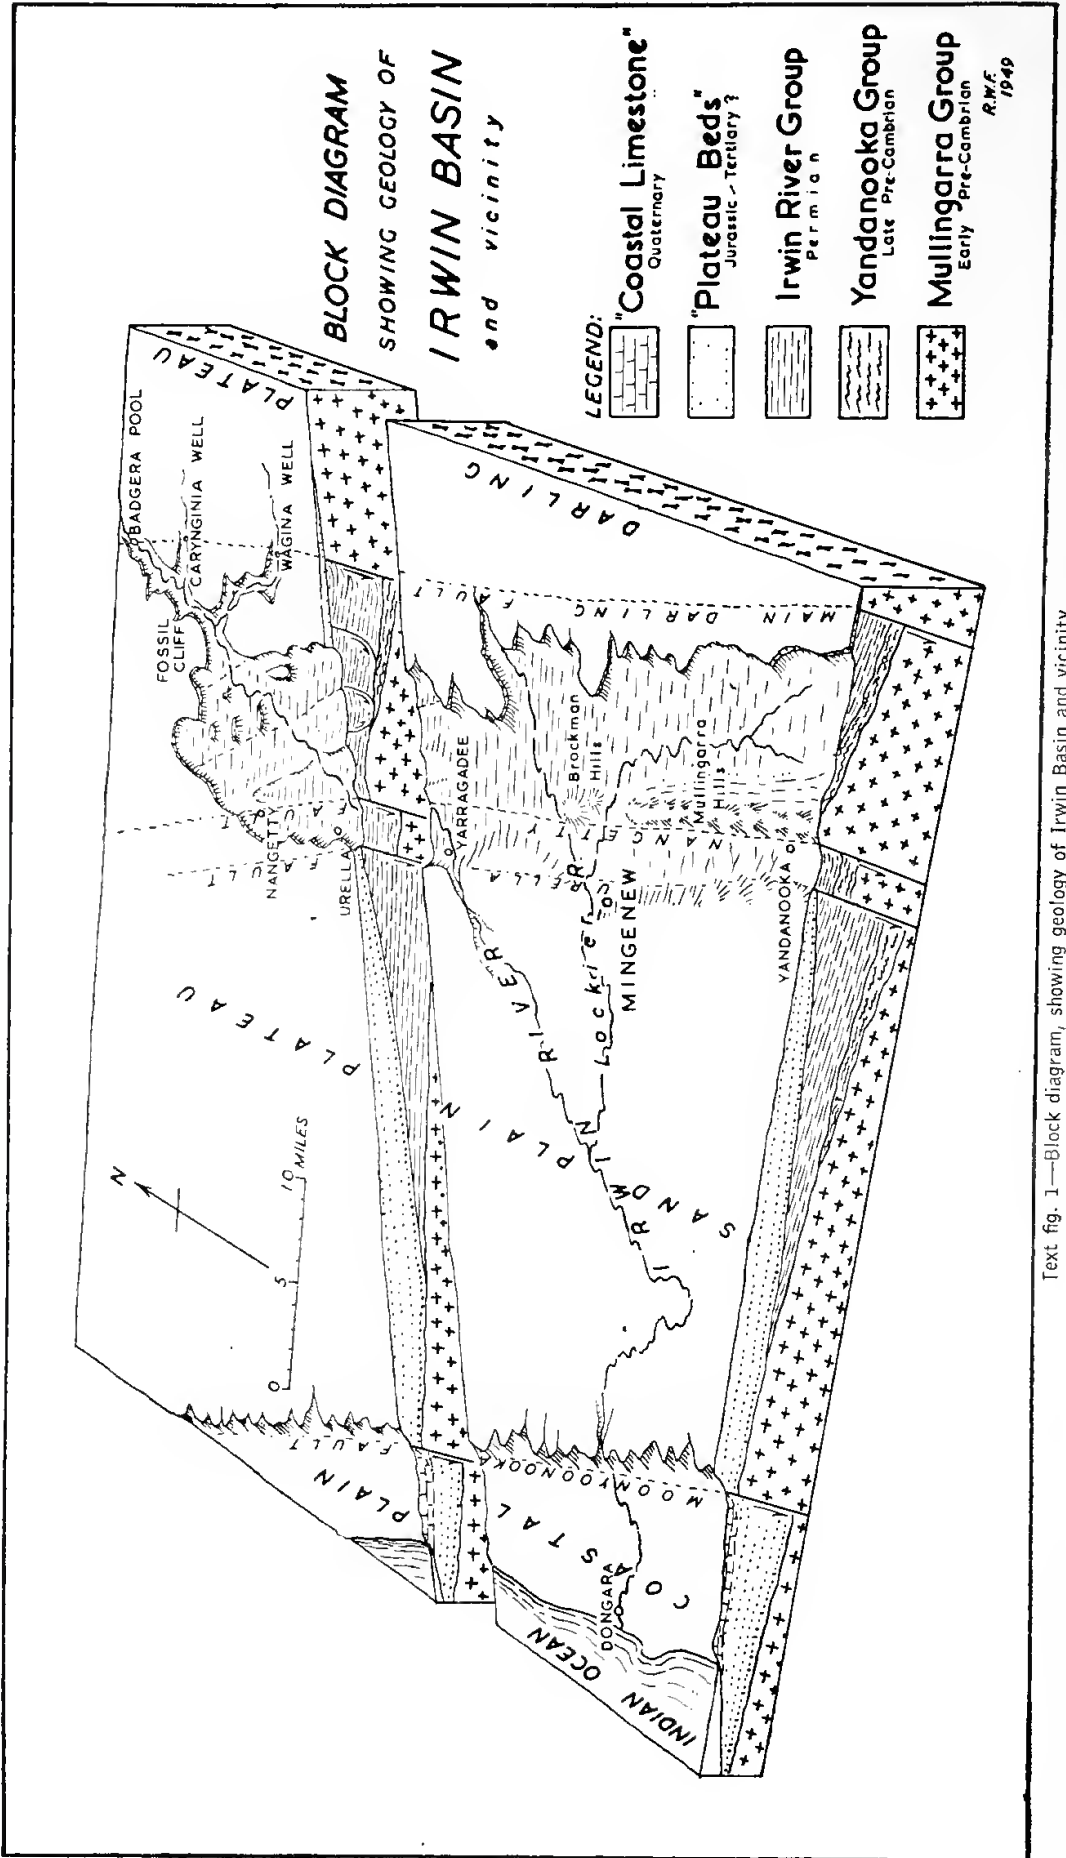 BLOCK DIAGRAM
SHOWING GEOLOGY OF
IRWIN BASIN
and vicinity
LEGEND:
"Coastal Limestone"
Quaternary
"Plateau Beds"
Jurassic - Tertiary ?
Irwin River Group
Permian
Yandanooka Group
Late Pre-Cambrian
Mullingarra Group
Early Pre-Cambrian
R.W.F.
1949
N
0 5 10 MILES
PLATEAU
BADGERA POOL
CARYNGINIA WELL
WAGINA WELL
FOSSIL
CLIFF
NANGETTY
FAULT
URELLA
FAULT
PLATEAU
FAULT
PLAIN
DARLING
MAIN DARLING FAULT
YARRAGADEE
Brockman
Hills
Mullingarra
Hills
NANGETTY
URELLA
YANDANOOKA
MINGENEW
Lockier R
IRWIN RIVER
SAND PLAIN
MOONYOONOOKA
COASTAL
DONGARA
INDIAN OCEAN
Text fig. 1—Block diagram, showing geology of Irwin Basin and vicinity